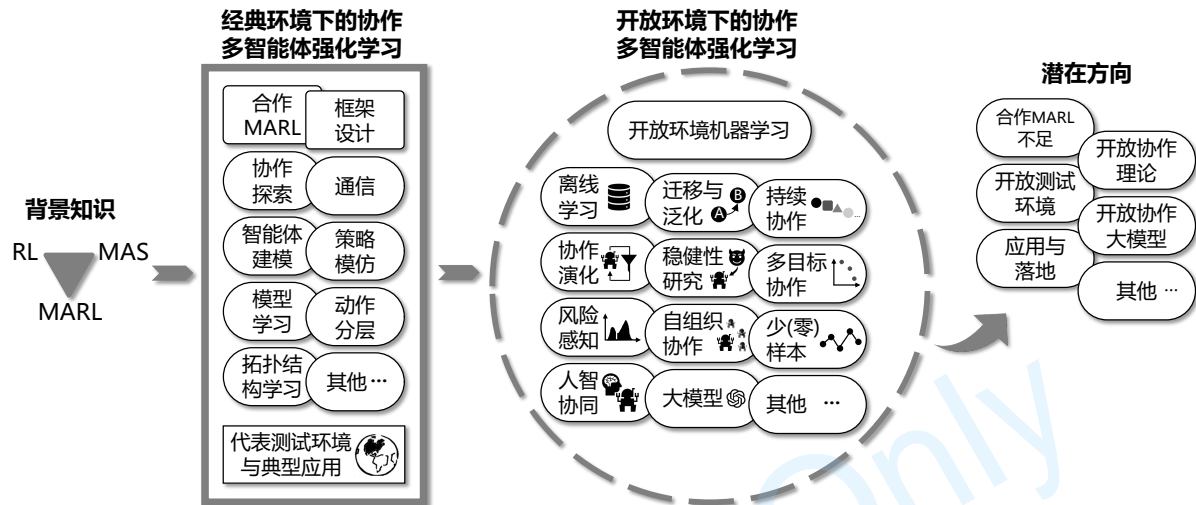 背景知识
RL
MAS
MARL
经典环境下的协作
多智能体强化学习
合作
MARL
框架
设计
协作
探索
通信
智能体
建模
策略
模仿
模型
学习
动作
分层
拓扑结
构学习
其他 ···
代表测试环境
与典型应用
开放环境下的协作
多智能体强化学习
开放环境机器学习
离线
学习
迁移与
泛化
A
B
持续
协作
...
协作
演化
稳健性
研究
多目标
协作
风险
感知
自组织
协作
少(零)
样本
人智
协同
大模型
其他 ···
潜在方向
合作MARL
不足
开放协作
理论
开放测试
环境
开放协作
大模型
应用与
落地
其他 ···
Only